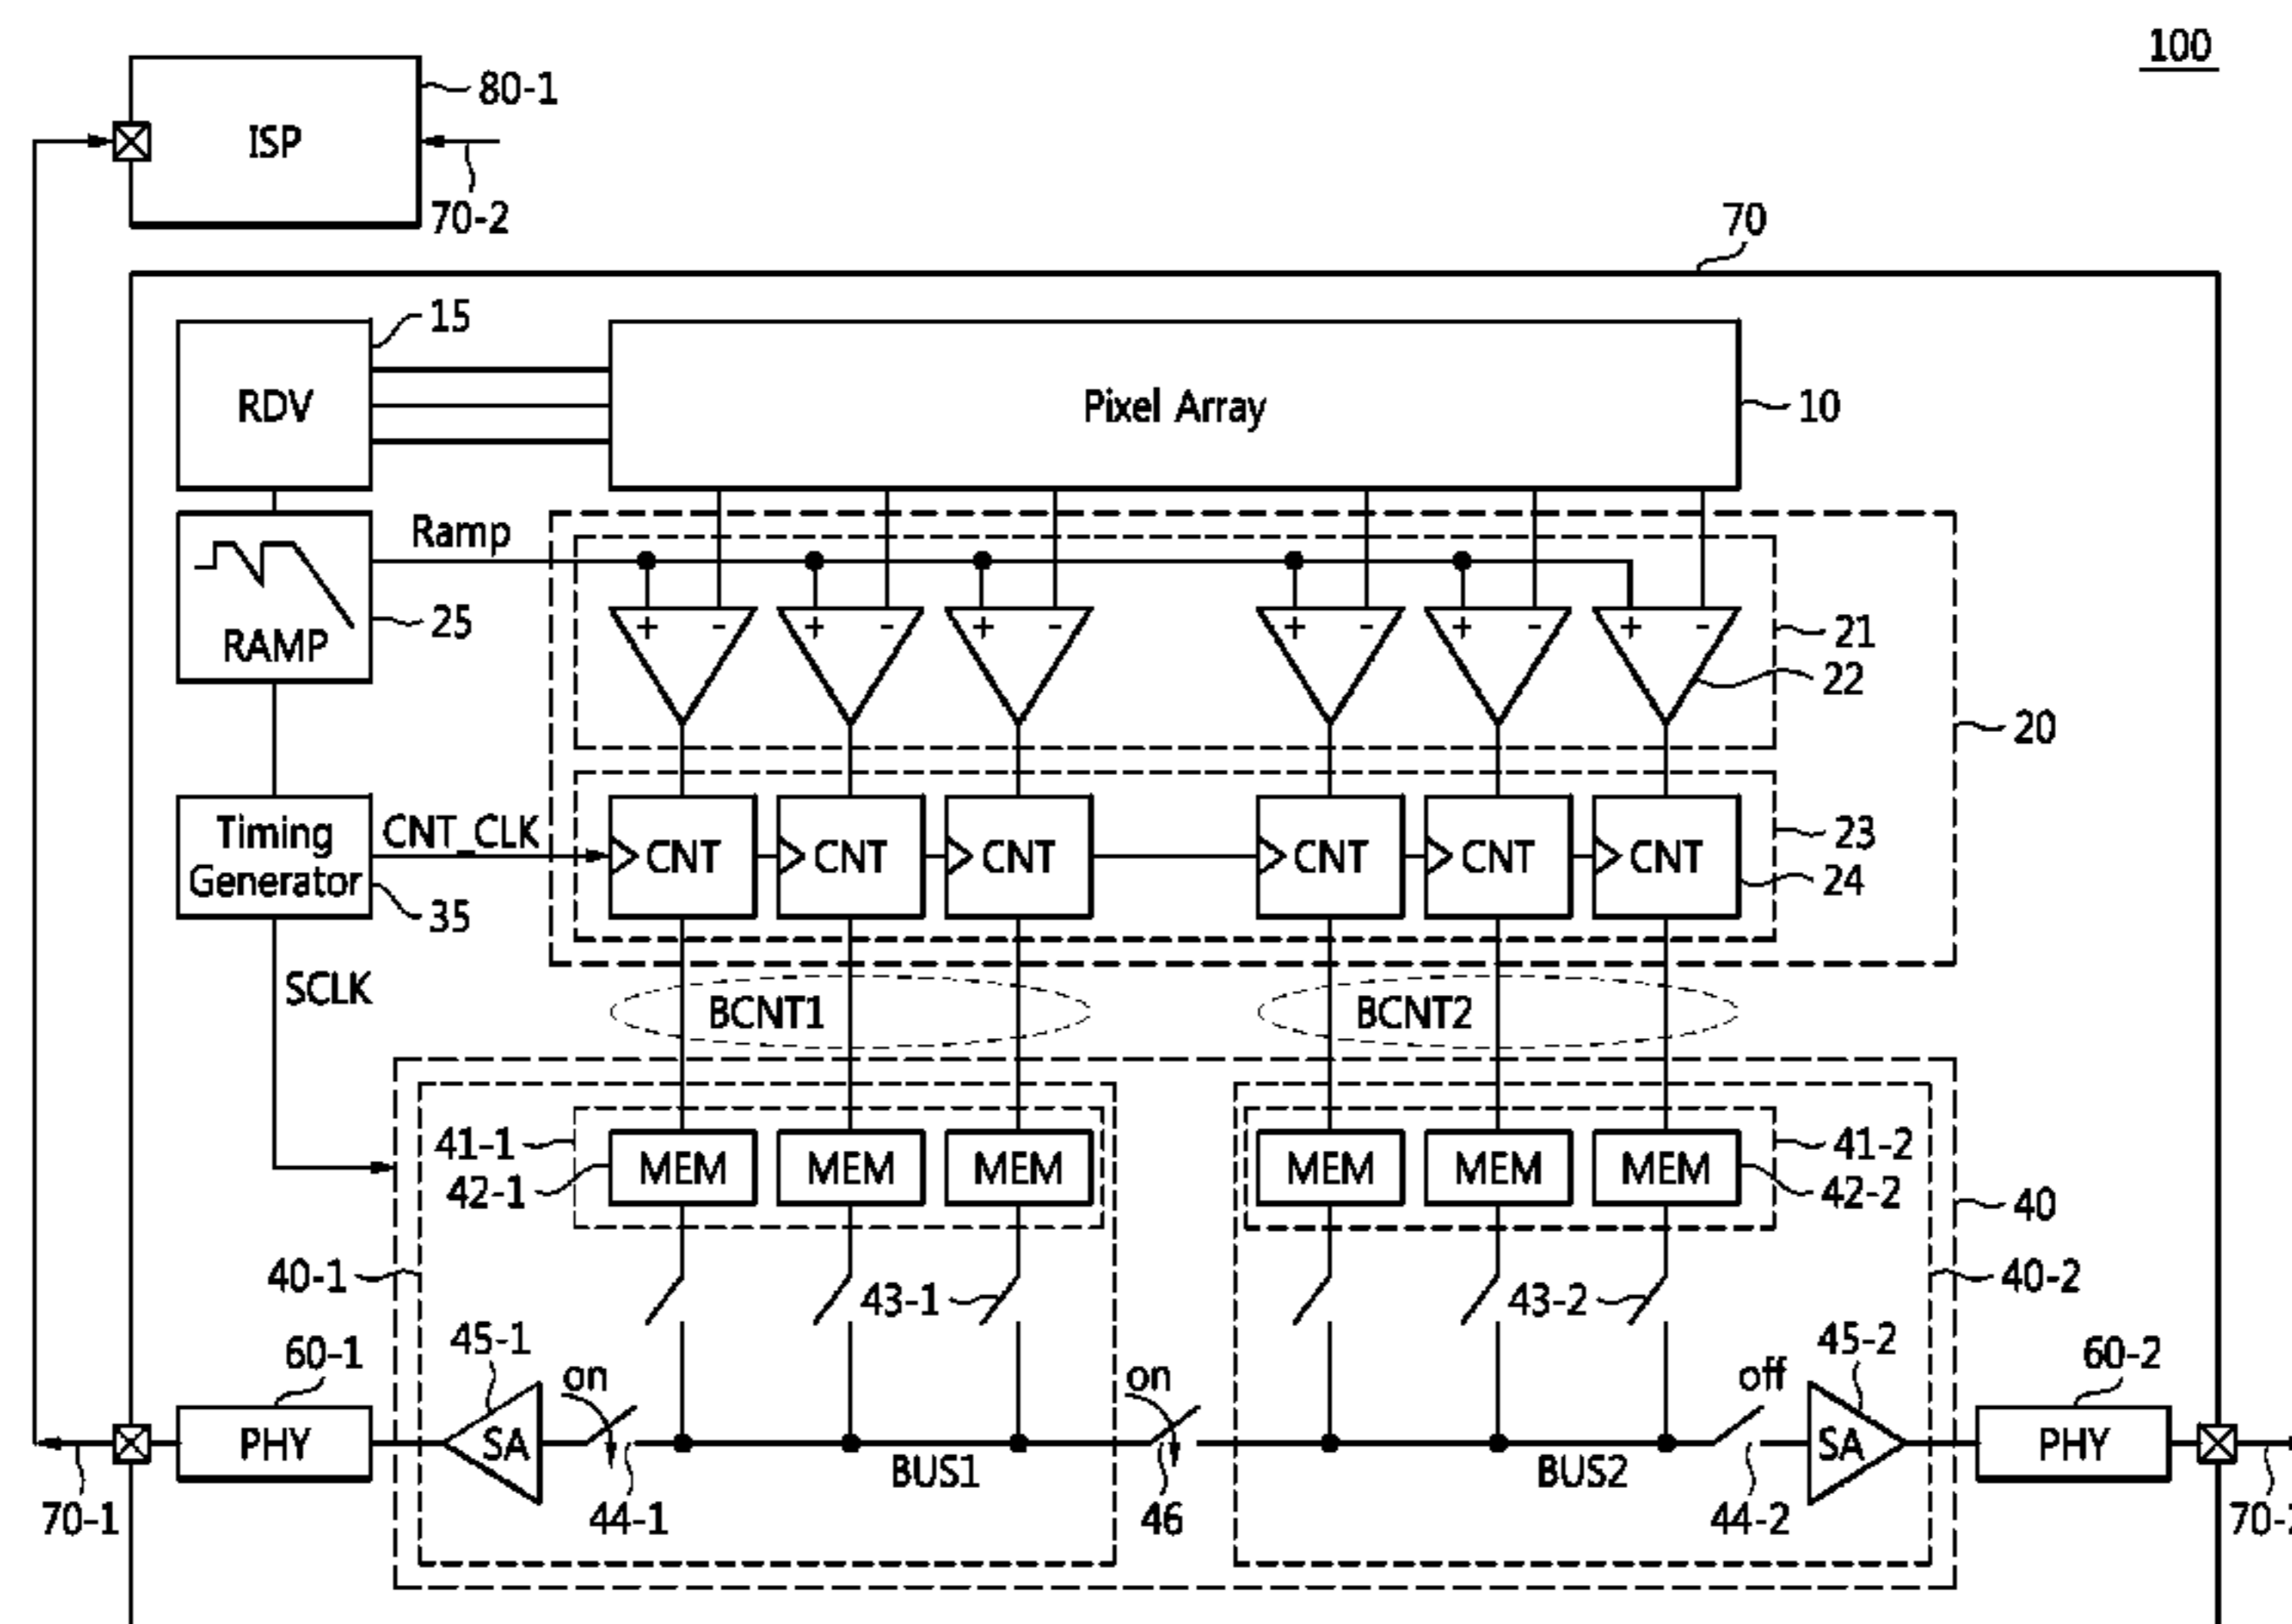 100
80-1
ISP
70-2
70
15
RDV
Pixel Array
10
Ramp
RAMP
25
+ - + - + - + - + - + -
21
22
20
Timing
Generator
CNT_CLK
CNT CNT CNT CNT CNT CNT
23
24
35
SCLK
BCNT1 BCNT2
41-1
MEM MEM MEM MEM MEM MEM
41-2
42-1
42-2
40
40-1
43-1
43-2
40-2
45-1
45-2
60-1
60-2
on
on
off
PHY
SA
SA
PHY
BUS1
BUS2
70-1
44-1
46
44-2